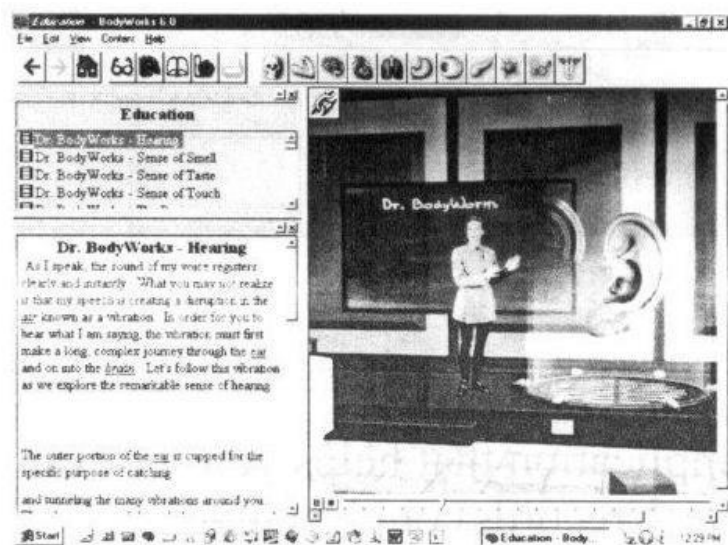 Education - BodyWorks 6.0
File Edit View Content Help
Education
Dr. BodyWorks - Hearing
Dr. BodyWorks - Sense of Smell
Dr. BodyWorks - Sense of Taste
Dr. BodyWorks - Sense of Touch
Dr. BodyWorm
Dr. BodyWorks - Hearing
As I speak, the sound of my voice registers
clearly and instantly. What you may not realize
is that my speech is creating a disruption in the
air known as a vibration. In order for you to
hear what I am saying, the vibration must first
make a long, complex journey through the ear
and on into the brain. Let's follow this vibration
as we explore the remarkable sense of hearing
The outer portion of the ear is cupped for the
specific purpose of catching
and tunneling the many vibrations around you
Start
Education - Body...
12:29 PM